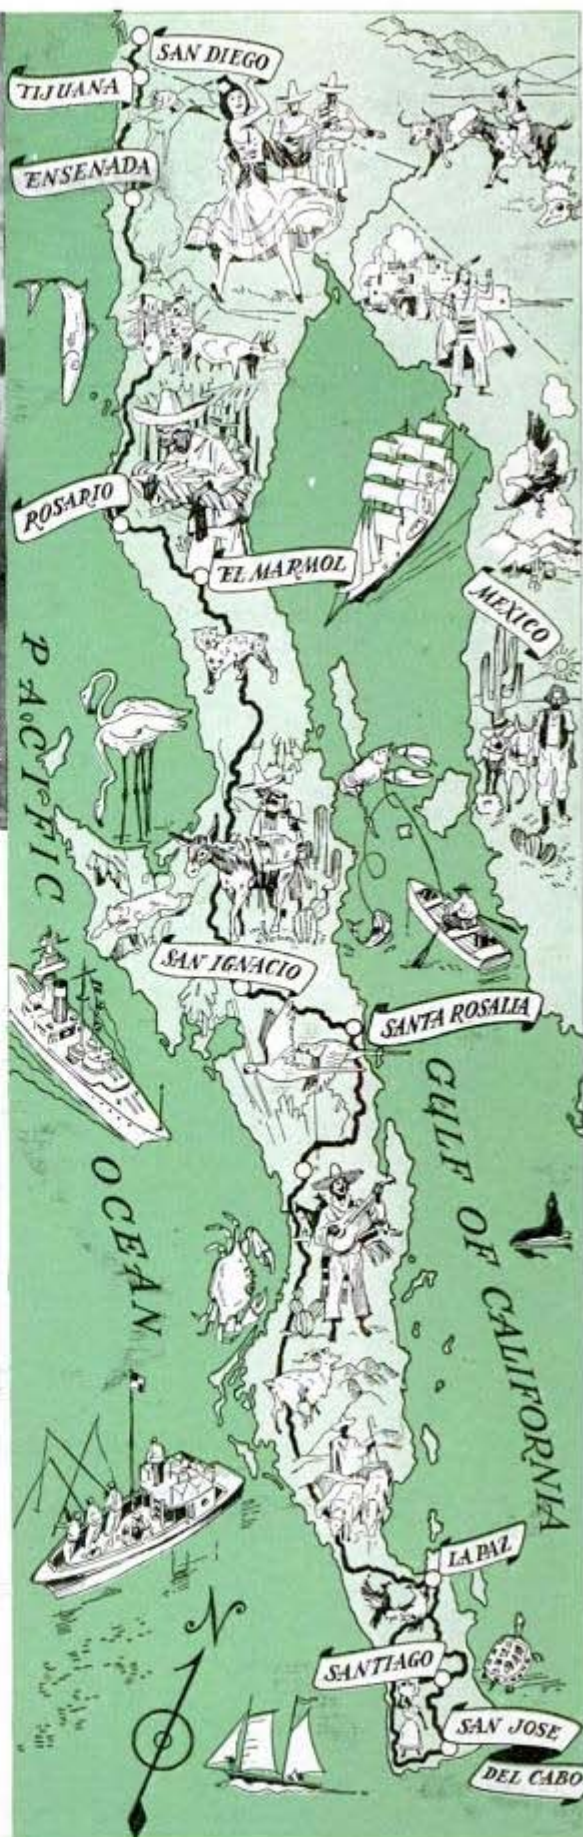 SAN DIEGO
TIJUANA
ENSENADA
ROSARIO
EL MARMOL
MEXICO
PACIFIC
SAN IGNACIO
SANTA ROSALIA
GULF OF CALIFORNIA
OCEAN
LA PAZ
N
SANTIAGO
SAN JOSE
DEL CABO